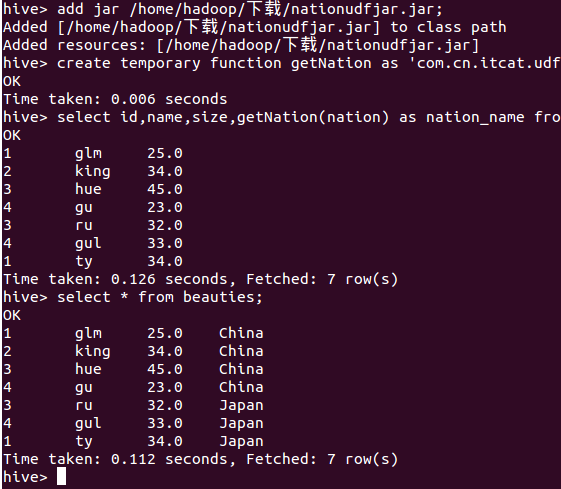 hive> add jar /home/hadoop/下载/nationudfjar.jar;
Added [/home/hadoop/下载/nationudfjar.jar] to class path
Added resources: [/home/hadoop/下载/nationudfjar.jar]
hive> create temporary function getNation as 'com.cn.itcat.udf
OK
Time taken: 0.006 seconds
hive> select id,name,size,getNation(nation) as nation_name fro
OK
1 glm 25.0
2 king 34.0
3 hue 45.0
4 gu 23.0
3 ru 32.0
4 gul 33.0
1 ty 34.0
Time taken: 0.126 seconds, Fetched: 7 row(s)
hive> select * from beauties;
OK
1 glm 25.0 China
2 king 34.0 China
3 hue 45.0 China
4 gu 23.0 China
3 ru 32.0 Japan
4 gul 33.0 Japan
1 ty 34.0 Japan
Time taken: 0.112 seconds, Fetched: 7 row(s)
hive>